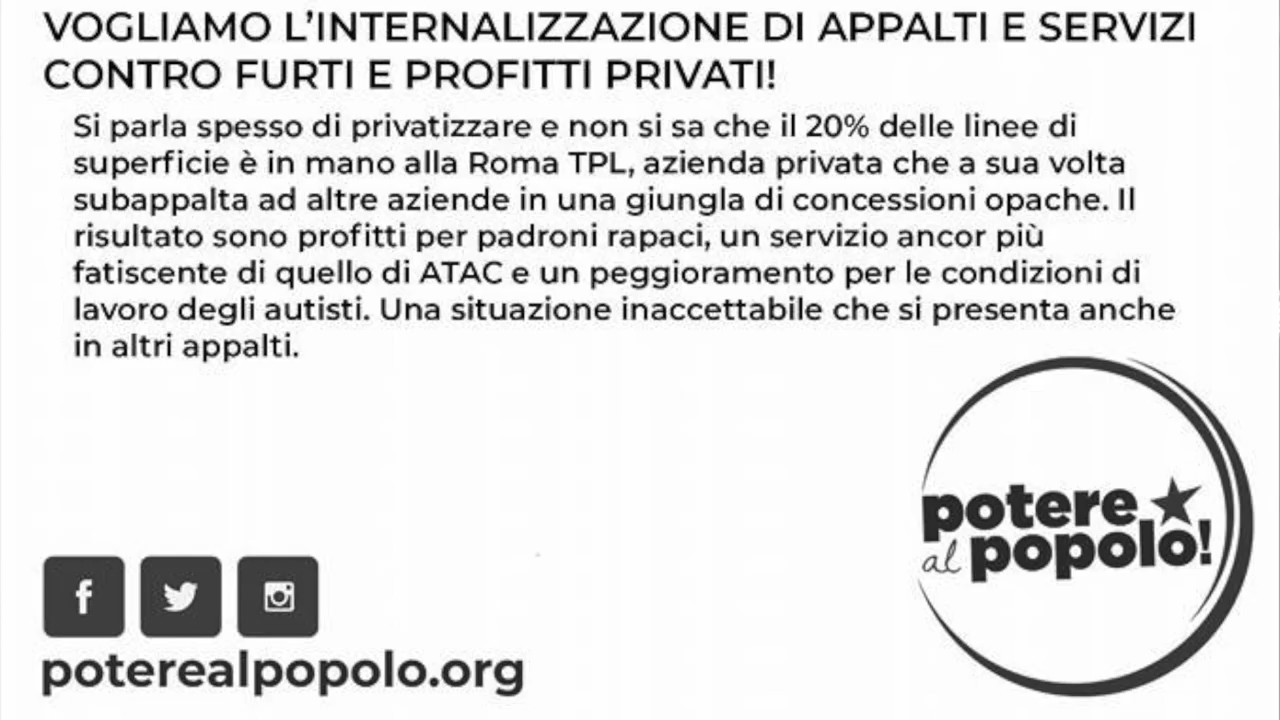 VOGLIAMO L'INTERNALIZZAZIONE DI APPALTI E SERVIZI
CONTRO FURTI E PROFITTI PRIVATI!
Si parla spesso di privatizzare e non si sa che il 20% delle linee di
superficie è in mano alla Roma TPL, azienda privata che a sua volta
subappalta ad altre aziende in una giungla di concessioni opache. Il
risultato sono profitti per padroni rapaci, un servizio ancor più
fatiscente di quello di ATAC e un peggioramento per le condizioni di
lavoro degli autisti. Una situazione inaccettabile che si presenta anche
in altri appalti.
potere
al popolo!
poterealpopolo.org